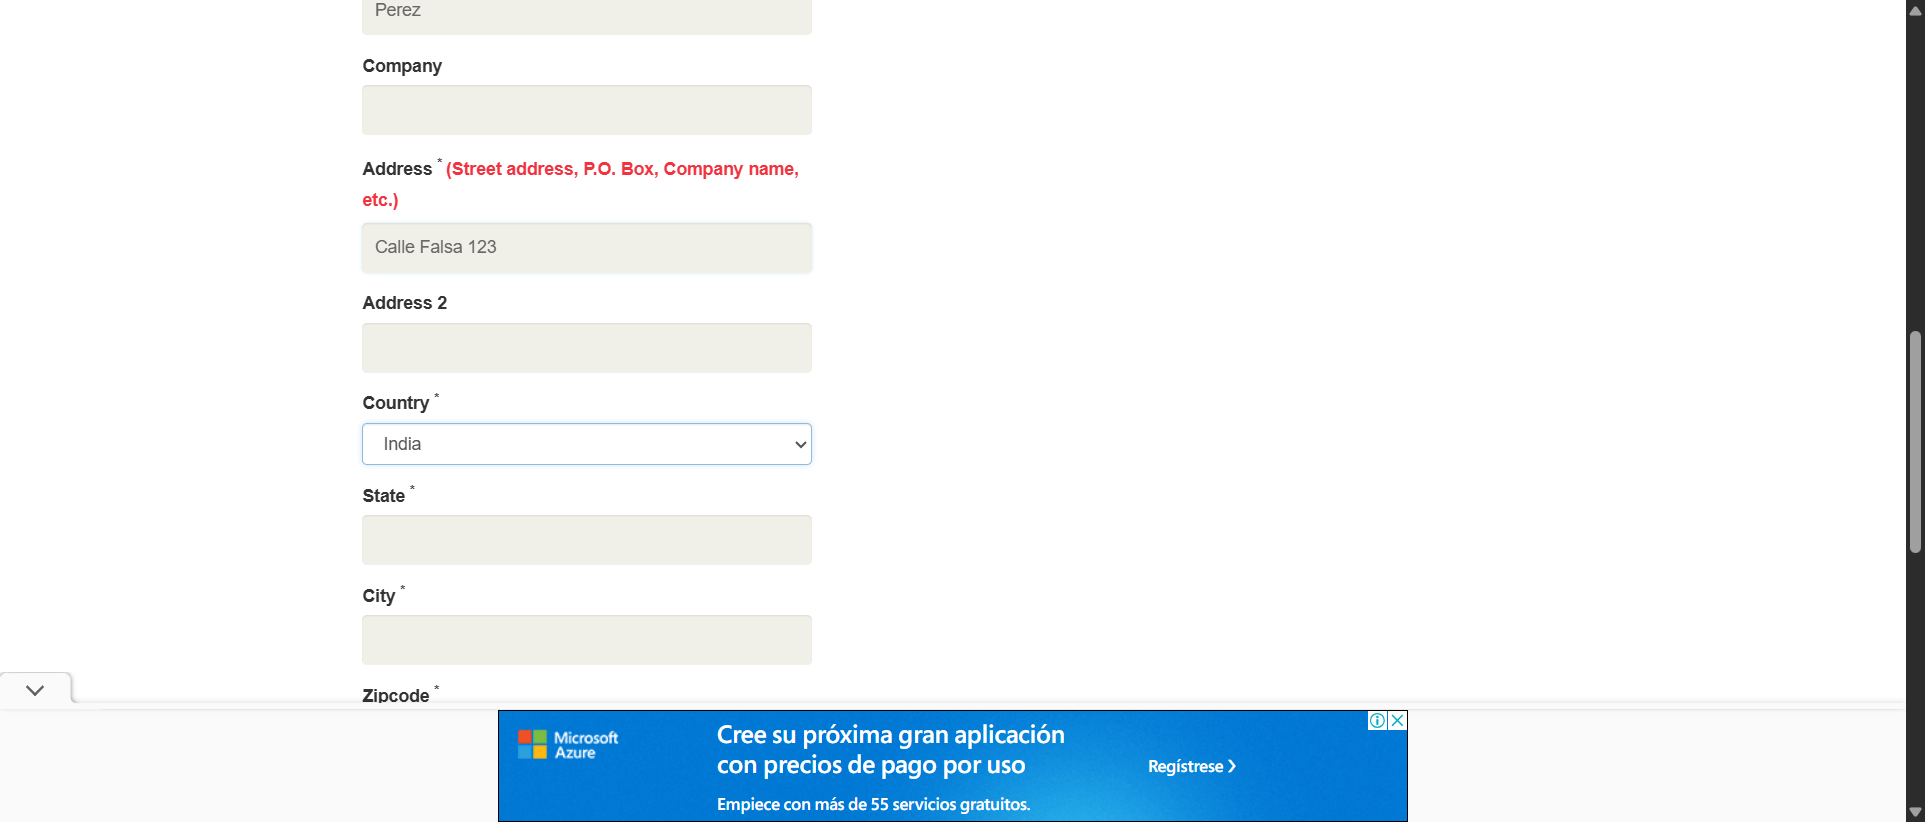 Perez
Company
Address * (Street address, P.O. Box, Company name,
etc.)
Calle Falsa 123
Address 2
Country *
India
State *
City *
Zipcode *
Microsoft
Azure
Cree su próxima gran aplicación
con precios de pago por uso
Regístrese
Empiece con más de 55 servicios gratuitos.